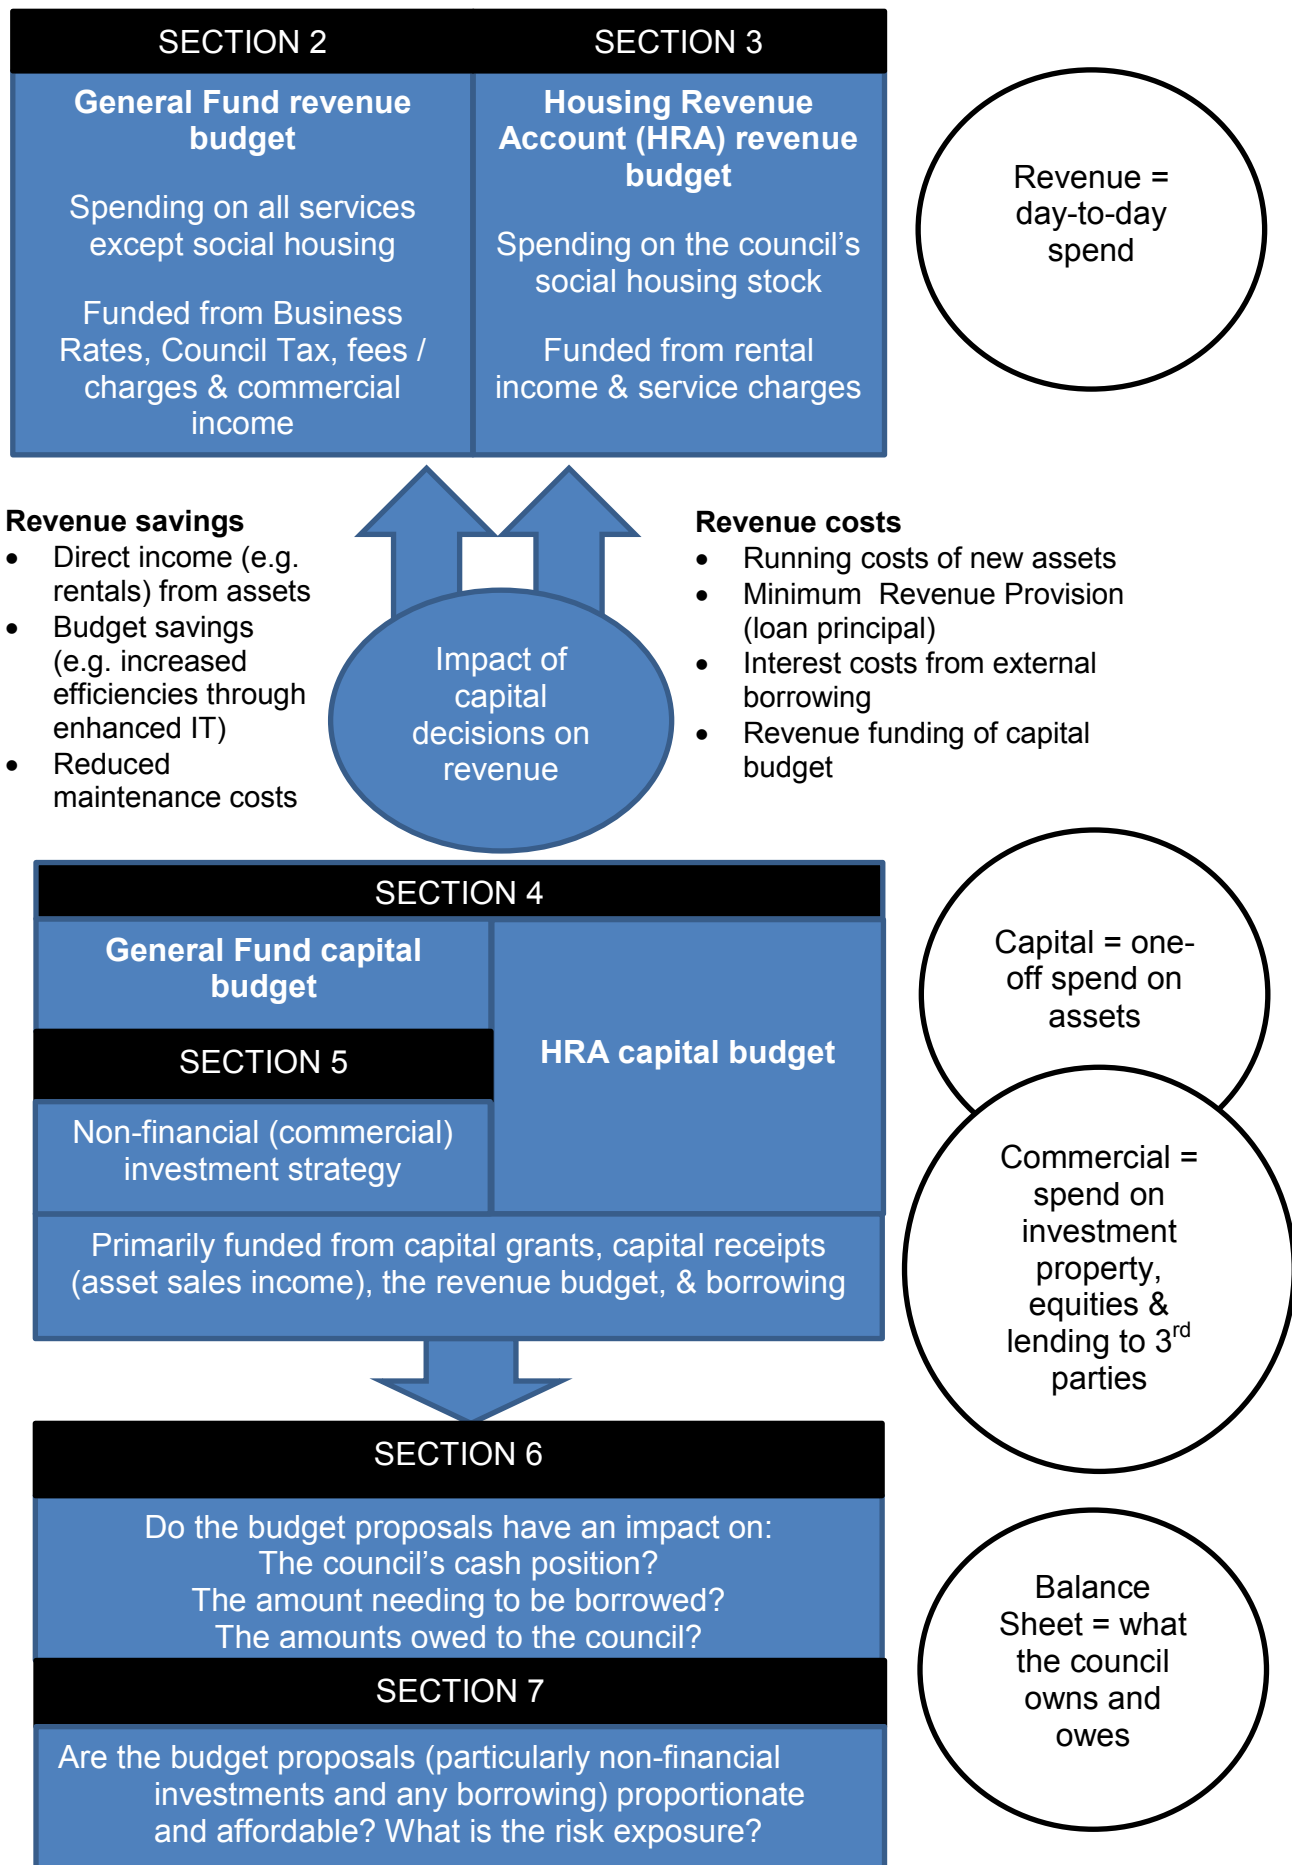 SECTION 2
General Fund revenue
budget
Spending on all services
except social housing
Funded from Business
Rates, Council Tax, fees /
charges & commercial
income
SECTION 3
Housing Revenue
Account (HRA) revenue
budget
Spending on the council’s
social housing stock
Funded from rental
income & service charges
Revenue =
day-to-day
spend
Revenue savings
• Direct income (e.g.
rentals) from assets
• Budget savings
(e.g. increased
efficiencies through
enhanced IT)
• Reduced
maintenance costs
Impact of
capital
decisions on
revenue
Revenue costs
• Running costs of new assets
• Minimum Revenue Provision
(loan principal)
• Interest costs from external
borrowing
• Revenue funding of capital
budget
SECTION 4
General Fund capital
budget
SECTION 5
Non-financial (commercial)
investment strategy
HRA capital budget
Primarily funded from capital grants, capital receipts
(asset sales income), the revenue budget, & borrowing
Capital = one-
off spend on
assets
Commercial =
spend on
investment
property,
equities &
lending to 3rd
parties
SECTION 6
Do the budget proposals have an impact on:
The council’s cash position?
The amount needing to be borrowed?
The amounts owed to the council?
SECTION 7
Are the budget proposals (particularly non-financial
investments and any borrowing) proportionate
and affordable? What is the risk exposure?
Balance
Sheet = what
the council
owns and
owes